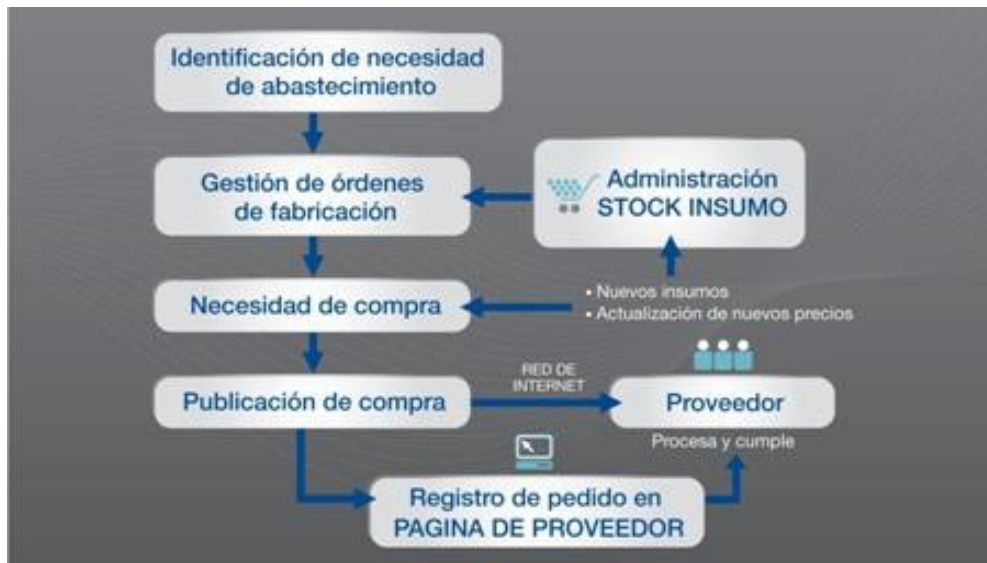 Identificación de necesidad
de abastecimiento
Gestión de órdenes
de fabricación
Administración
STOCK INSUMO
• Nuevos insumos
• Actualización de nuevos precios
Necesidad de compra
RED DE
INTERNET
Publicación de compra
Proveedor
Procesa y cumple
Registro de pedido en
PAGINA DE PROVEEDOR